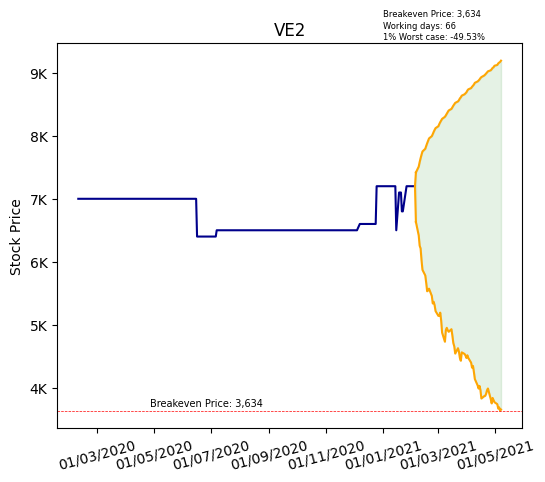 Breakeven Price: 3,634
Working days: 66
1% Worst case: -49.53%
VE2
Stock Price
9K
8K
7K
6K
5K
4K
Breakeven Price: 3,634
01/03/2020
01/05/2020
01/07/2020
01/09/2020
01/11/2020
01/01/2021
01/03/2021
01/05/2021